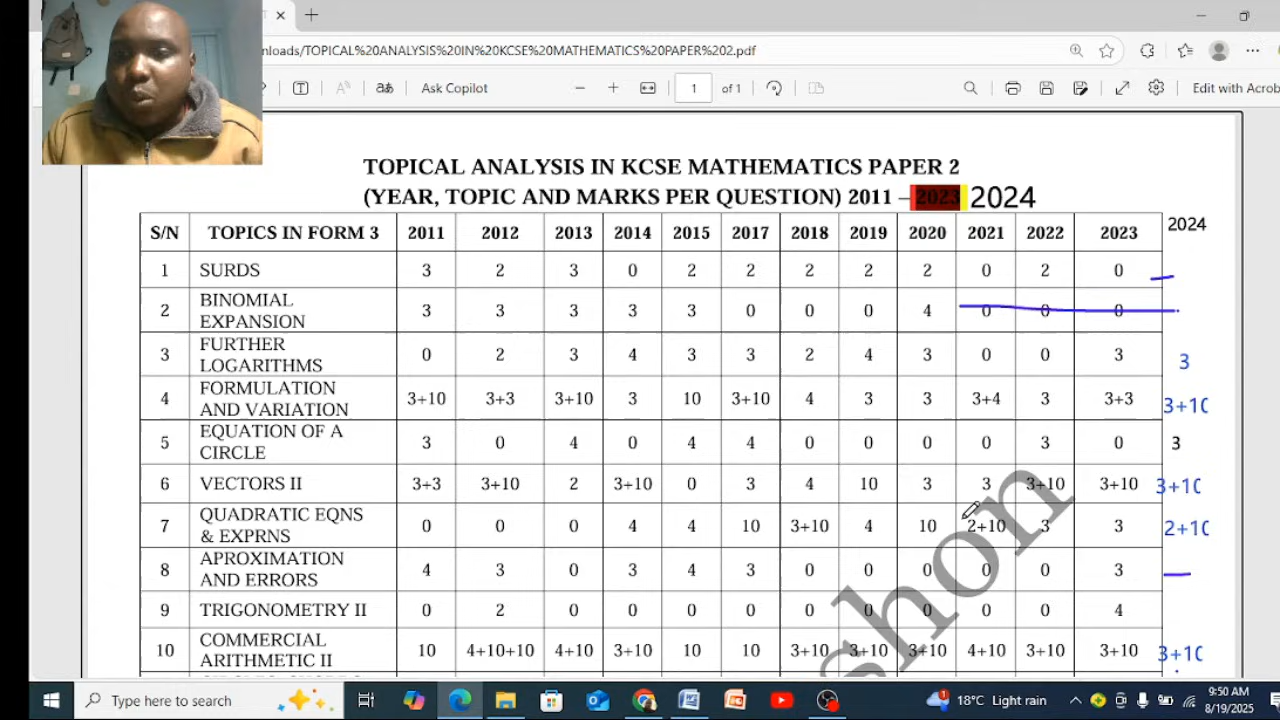 nloads/TOPICAL%20ANALYSIS%20IN%20KCSE%20MATHEMATICS%20PAPER%202.pdf
Ask Copilot
1 of 1
Edit with Acrob
TOPICAL ANALYSIS IN KCSE MATHEMATICS PAPER 2
(YEAR, TOPIC AND MARKS PER QUESTION) 2011 – 2023 2024
S/N TOPICS IN FORM 3 2011 2012 2013 2014 2015 2017 2018 2019 2020 2021 2022 2023 2024
1 SURDS 3 2 3 0 2 2 2 2 2 0 2 0 –
2 BINOMIAL EXPANSION 3 3 3 3 3 0 0 0 4 0 0 0
3 FURTHER LOGARITHMS 0 2 3 4 3 3 2 4 3 0 0 3 3
4 FORMULATION AND VARIATION 3+10 3+3 3+10 3 10 3+10 4 3 3 3+4 3 3+3 3+10
5 EQUATION OF A CIRCLE 3 0 4 0 4 4 0 0 0 0 3 0 3
6 VECTORS II 3+3 3+10 2 3+10 0 3 4 10 3 3 3+10 3+10 3+10
7 QUADRATIC EQNS & EXPRNS 0 0 0 4 4 10 3+10 4 10 2+10 3 3 2+10
8 APROXIMATION AND ERRORS 4 3 0 3 4 3 0 0 0 0 0 3 –
9 TRIGONOMETRY II 0 2 0 0 0 0 0 0 0 0 0 4
10 COMMERCIAL ARITHMETIC II 10 4+10+10 4+10 3+10 10 10 3+10 3+10 3+10 4+10 3+10 3+10 3+10
shon
Type here to search
18°C Light rain
9:50 AM
8/19/2025